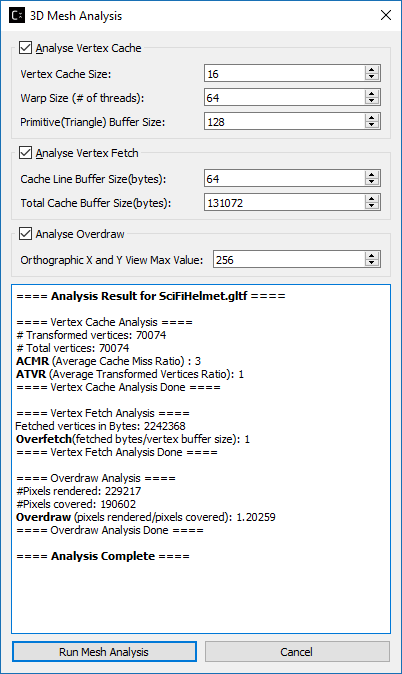 3D Mesh Analysis
Analyse Vertex Cache
Vertex Cache Size: 16
Warp Size (# of threads): 64
Primitive(Triangle) Buffer Size: 128
Analyse Vertex Fetch
Cache Line Buffer Size(bytes): 64
Total Cache Buffer Size(bytes): 131072
Analyse Overdraw
Orthographic X and Y View Max Value: 256
==== Analysis Result for SciFiHelmet.gltf ====
==== Vertex Cache Analysis ====
# Transformed vertices: 70074
# Total vertices: 70074
ACMR (Average Cache Miss Ratio) : 3
ATVR (Average Transformed Vertices Ratio): 1
==== Vertex Cache Analysis Done ====
==== Vertex Fetch Analysis ====
Fetched vertices in Bytes: 2242368
Overfetch(fetched bytes/vertex buffer size): 1
==== Vertex Fetch Analysis Done ====
==== Overdraw Analysis ====
#Pixels rendered: 229217
#Pixels covered: 190602
Overdraw (pixels rendered/pixels covered): 1.20259
==== Overdraw Analysis Done ====
==== Analysis Complete ====
Run Mesh Analysis Cancel